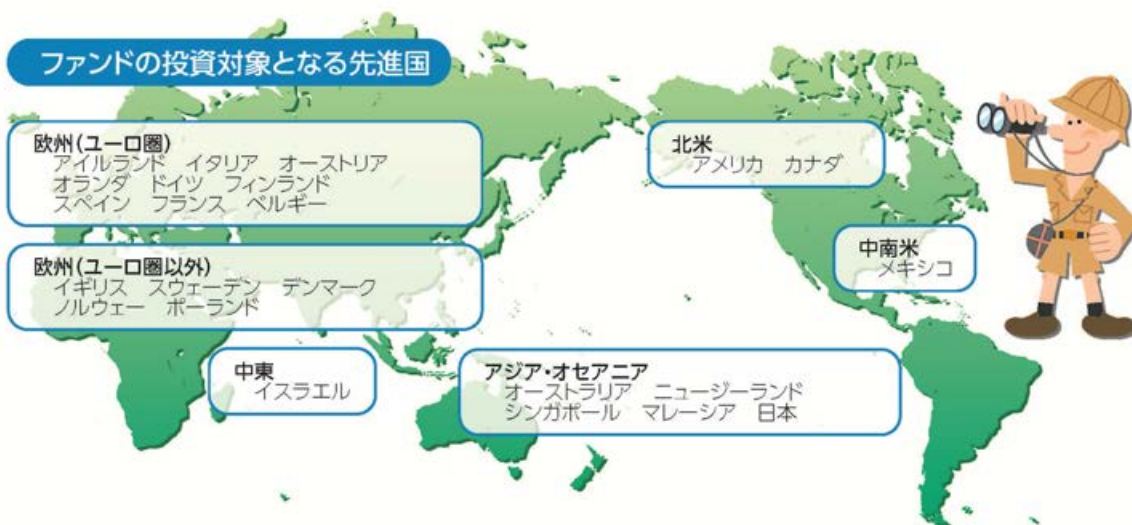 ファンドの投資対象となる先進国
欧州(ユーロ圏)
アイルランド イタリア オーストリア
オランダ ドイツ フィンランド
スペイン フランス ベルギー
欧州(ユーロ圏以外)
イギリス スウェーデン デンマーク
ノルウェー ポーランド
中東
イスラエル
アジア・オセアニア
オーストラリア ニュージーランド
シンガポール マレーシア 日本
北米
アメリカ カナダ
中南米
メキシコ